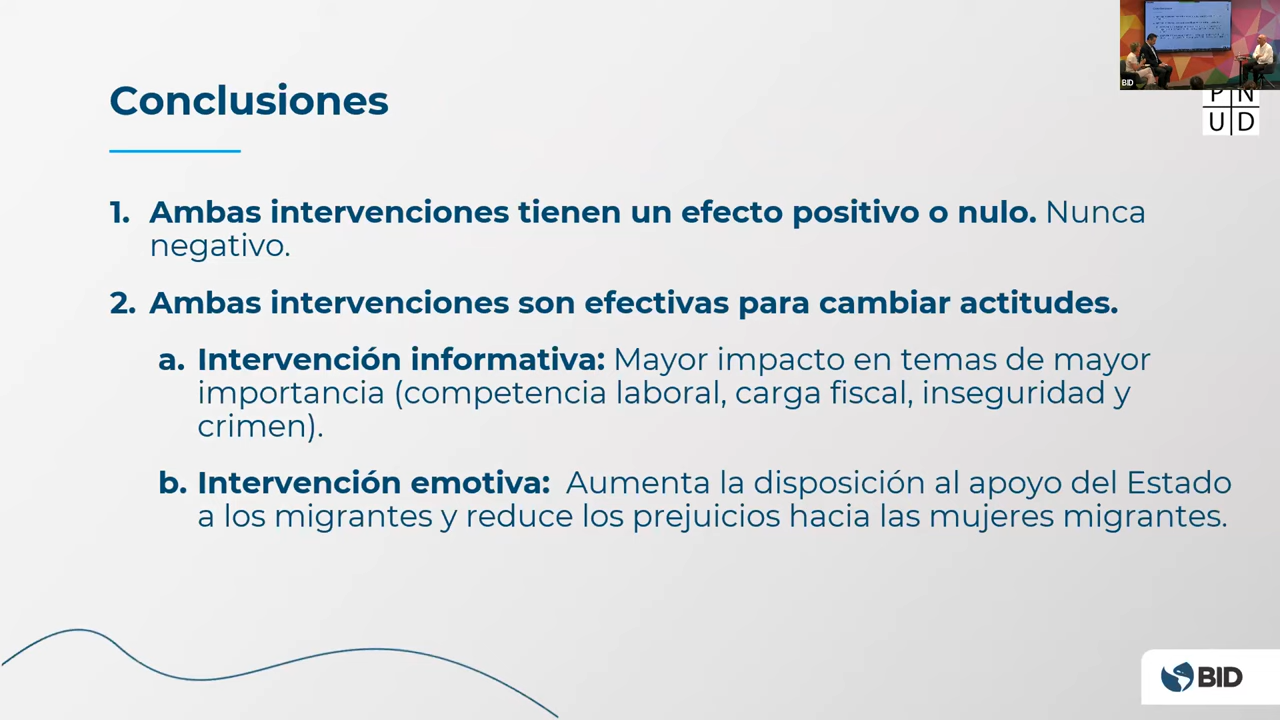 Conclusiones
BID
P N
U D
1. Ambas intervenciones tienen un efecto positivo o nulo. Nunca
negativo.
2. Ambas intervenciones son efectivas para cambiar actitudes.
a. Intervención informativa: Mayor impacto en temas de mayor
importancia (competencia laboral, carga fiscal, inseguridad y
crimen).
b. Intervención emotiva: Aumenta la disposición al apoyo del Estado
a los migrantes y reduce los prejuicios hacia las mujeres migrantes.
BID